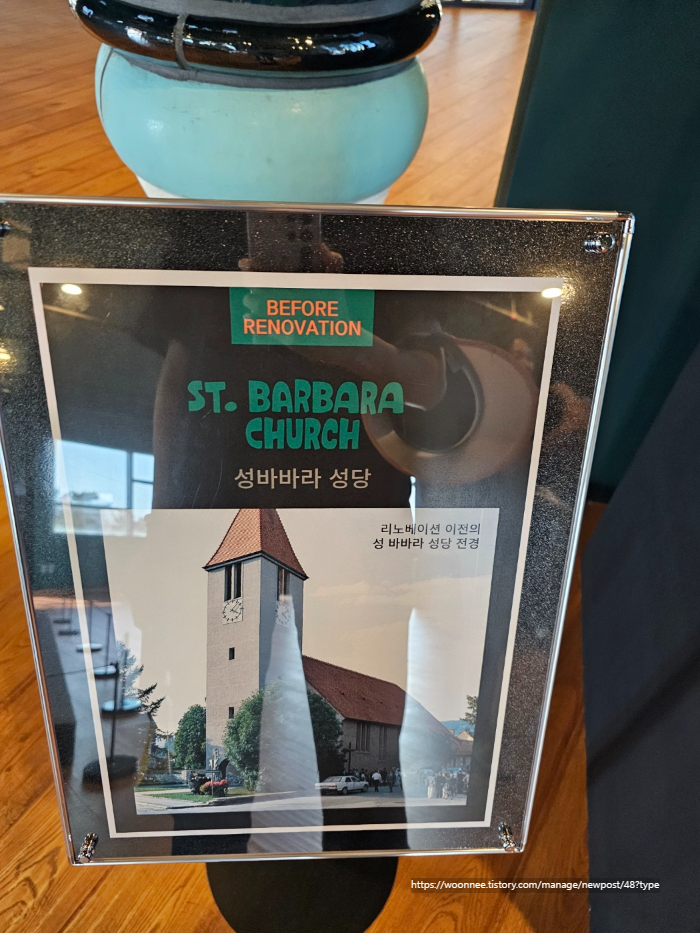 BEFORE
RENOVATION
ST. BARBARA
CHURCH
성바바라 성당
리노베이션 이전의
성 바바라 성당 전경
https://woonnee.tistory.com/manage/newpost/48?type